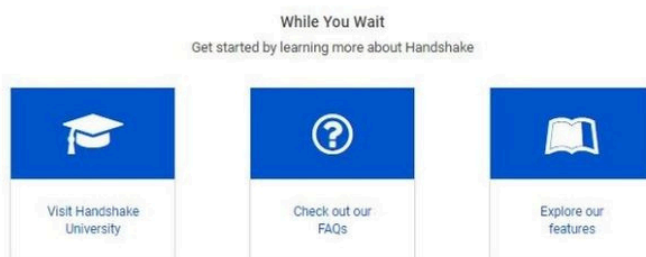 While You Wait
Get started by learning more about Handshake
Visit Handshake
University
Check out our
FAQs
Explore our
features